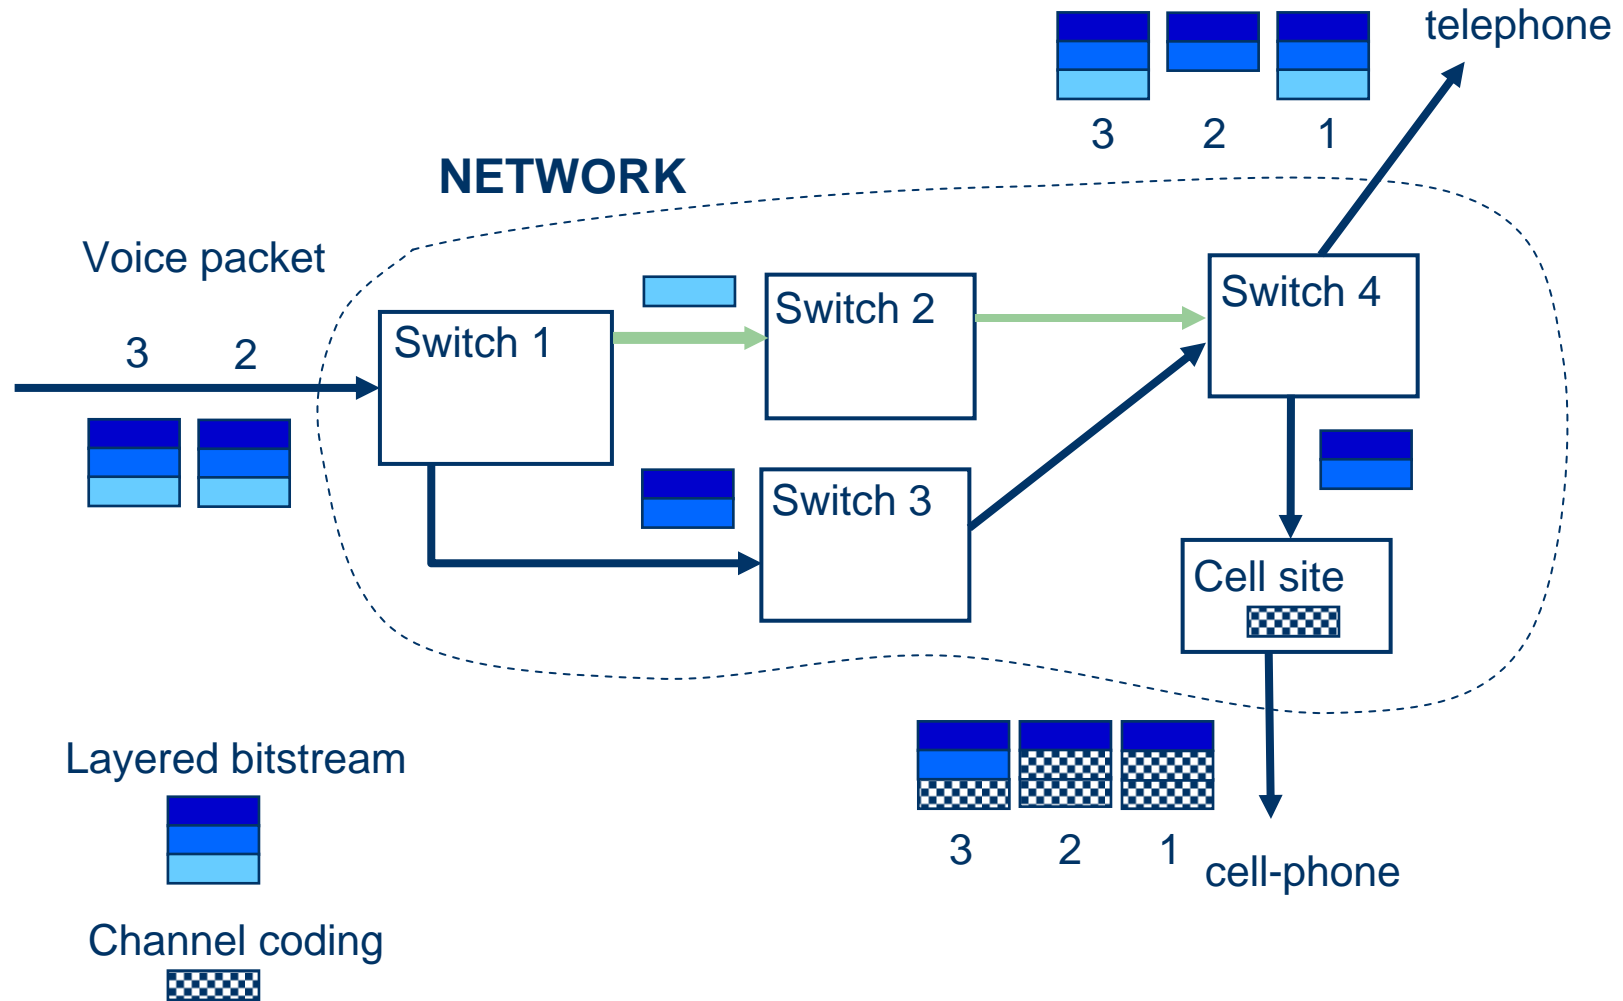 telephone
3 2 1
NETWORK
Voice packet
3 2
Switch 1
Switch 2
Switch 4
Switch 3
Cell site
Layered bitstream
3 2 1
cell-phone
Channel coding